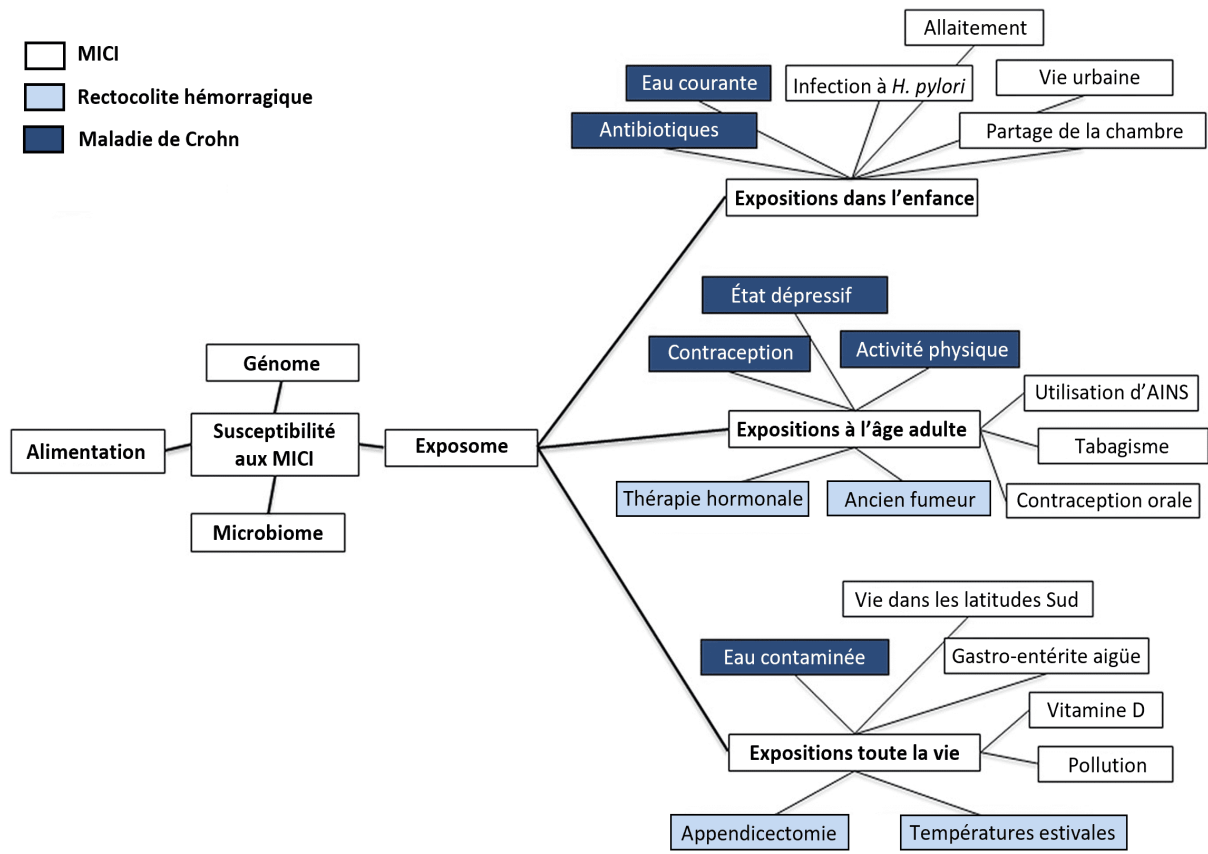 MICI
Rectocolite hémorragique
Maladie de Crohn
Allaitement
Eau courante
Infection à H. pylori
Vie urbaine
Antibiotiques
Partage de la chambre
Expositions dans l’enfance
État dépressif
Contraception
Activité physique
Génome
Utilisation d’AINS
Alimentation
Susceptibilité
aux MICI
Exposome
Expositions à l’âge adulte
Tabagisme
Thérapie hormonale
Ancien fumeur
Contraception orale
Microbiome
Vie dans les latitudes Sud
Eau contaminée
Gastro-entérite aigüe
Vitamine D
Expositions toute la vie
Pollution
Appendicectomie
Températures estivales